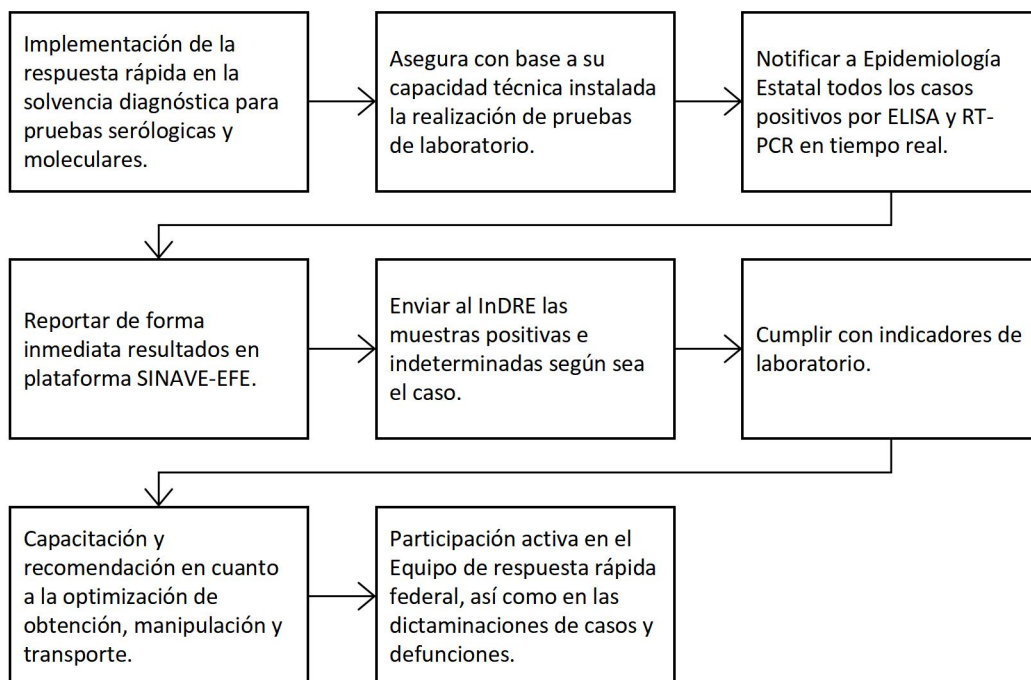 Implementación de la
respuesta rápida en la
solvencia diagnóstica para
pruebas serólogicas y
moleculares.
Asegura con base a su
capacidad técnica instalada
la realización de pruebas
de laboratorio.
Notificar a Epidemiología
Estatal todos los casos
positivos por ELISA y RT-
PCR en tiempo real.
Reportar de forma
inmediata resultados en
plataforma SINAVE-EFE.
Enviar al InDRE las
muestras positivas e
indeterminadas según sea
el caso.
Cumplir con indicadores de
laboratorio.
Capacitación y
recomendación en cuanto
a la optimización de
obtención, manipulación y
transporte.
Participación activa en el
Equipo de respuesta rápida
federal, así como en las
dictaminaciones de casos y
defunciones.